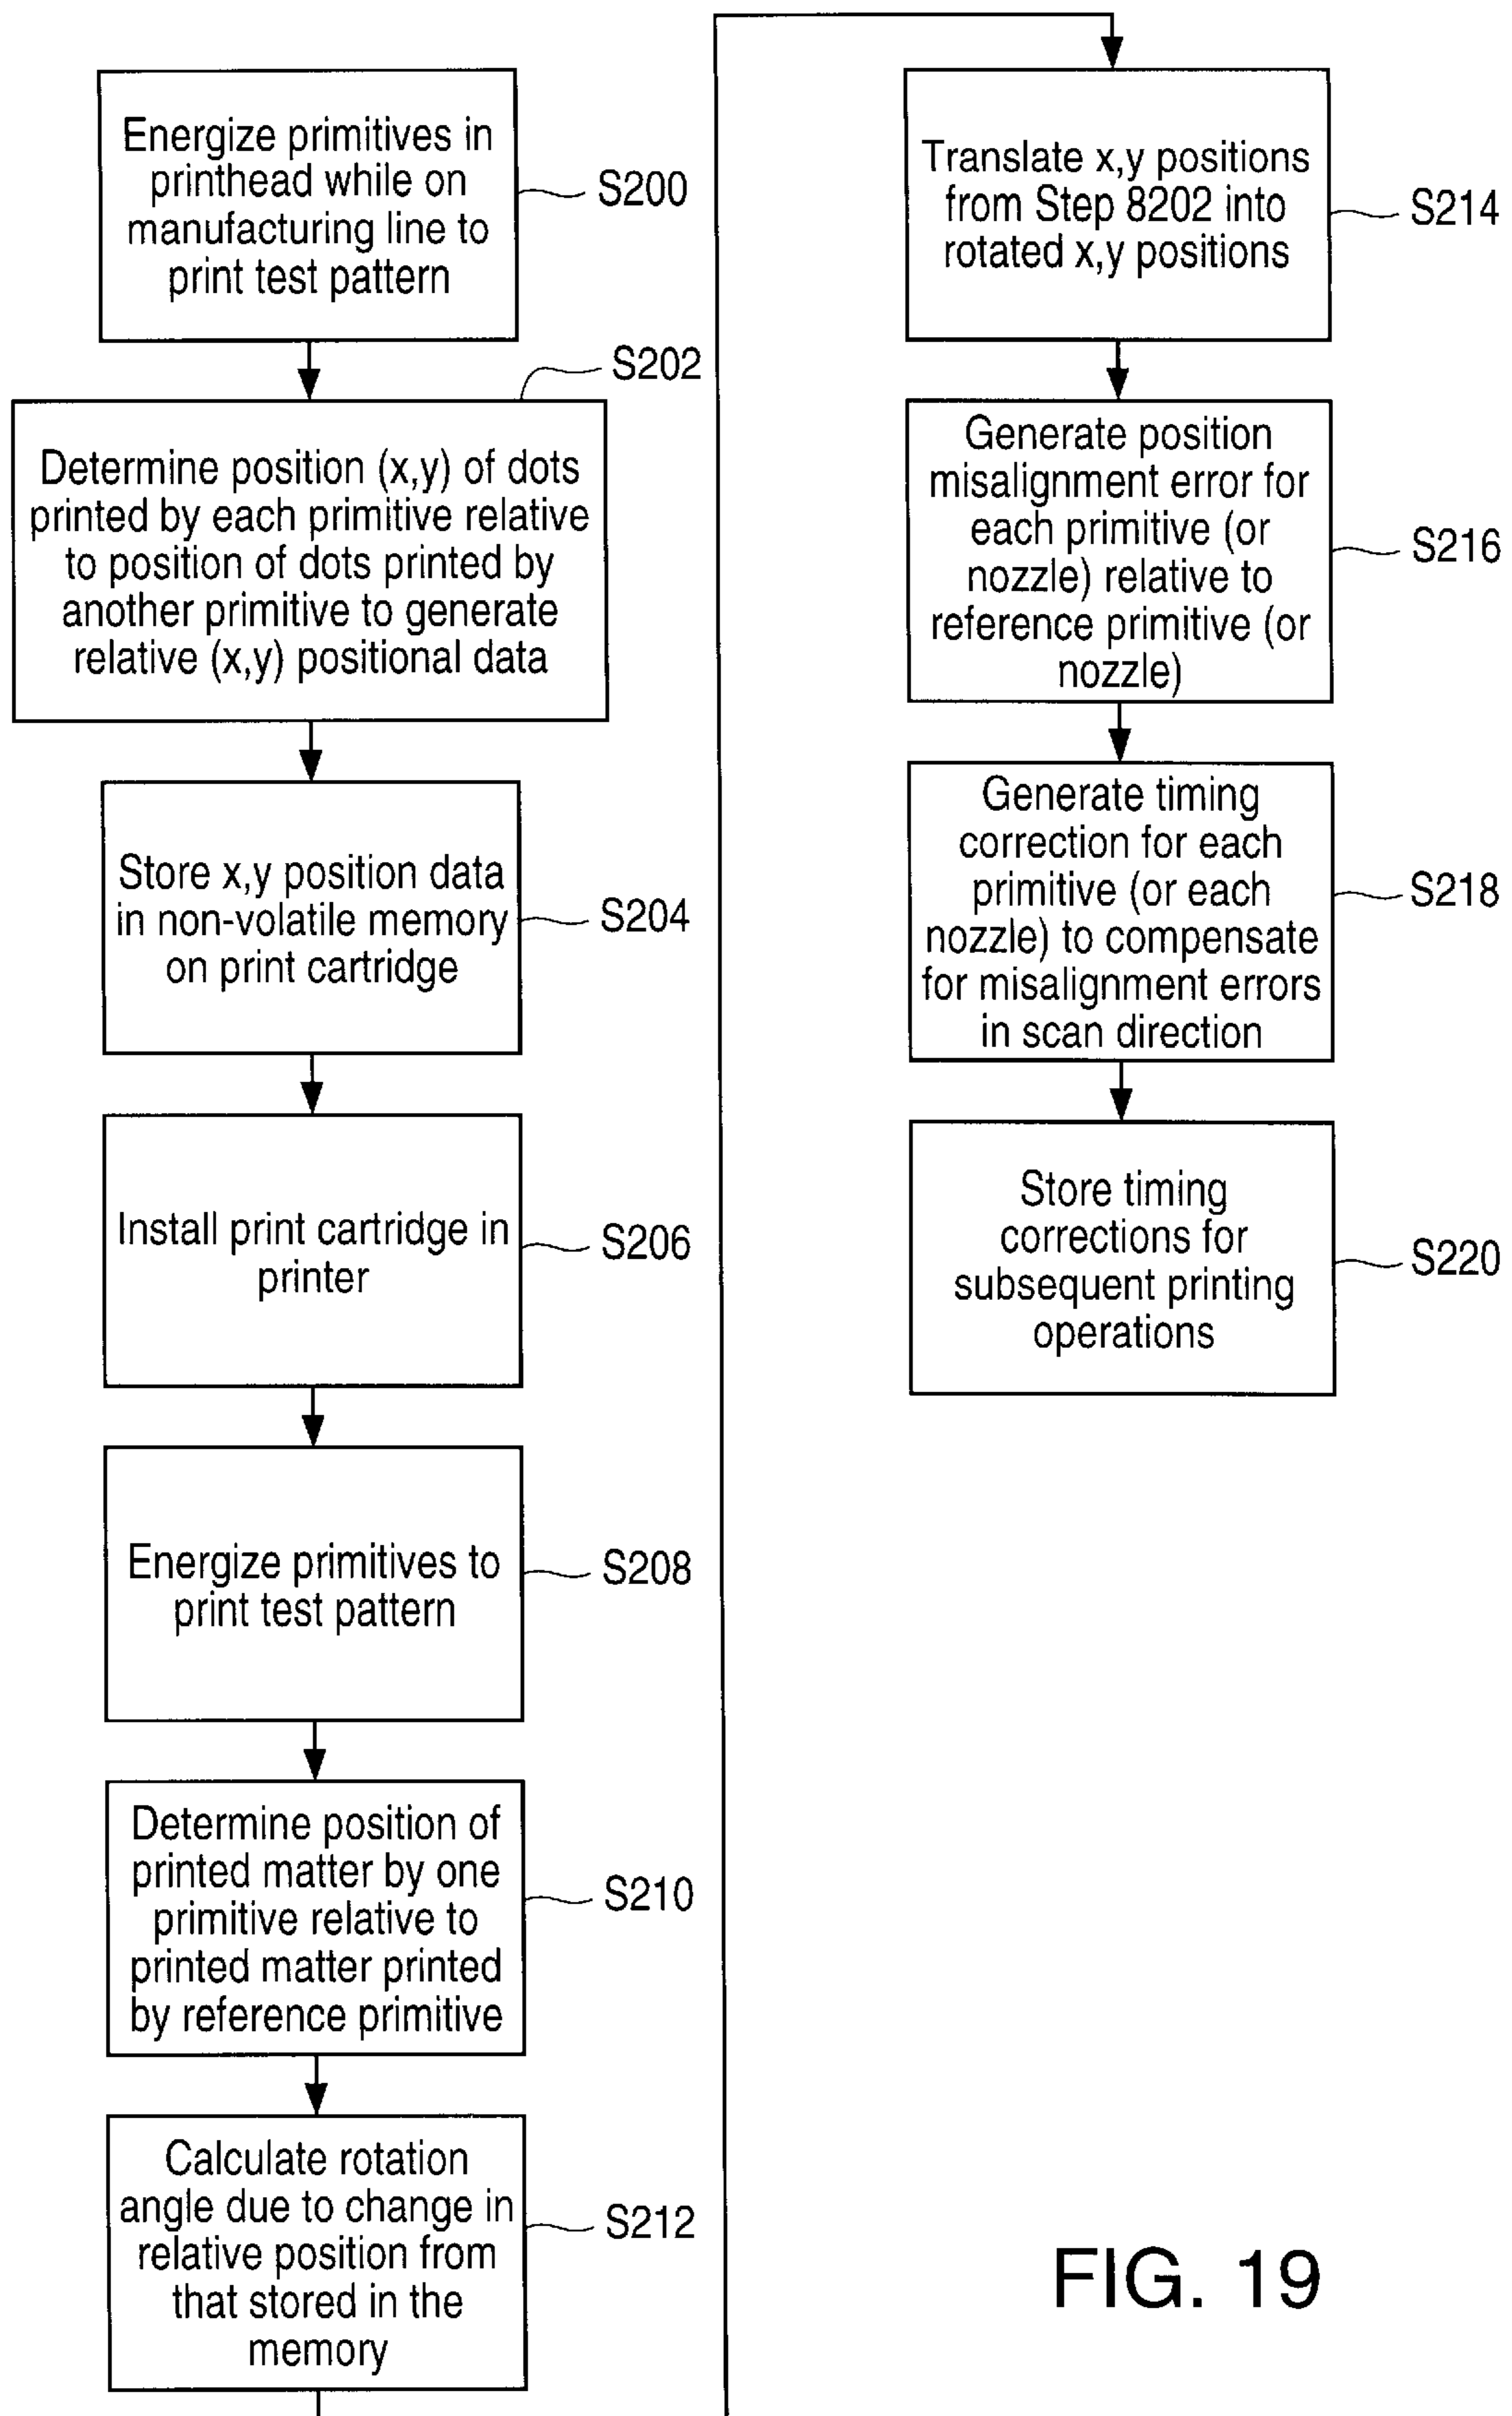 Energize primitives in
printhead while on
manufacturing line to
print test pattern
S200
S202
Determine position (x,y) of dots
printed by each primitive relative
to position of dots printed by
another primitive to generate
relative (x,y) positional data
Store x,y position data
in non-volatile memory
on print cartridge
S204
Install print cartridge in
printer
S206
Energize primitives to
print test pattern
S208
Determine position of
printed matter by one
primitive relative to
printed matter printed
by reference primitive
S210
Calculate rotation
angle due to change in
relative position from
that stored in the
memory
S212
Translate x,y positions
from Step 8202 into
rotated x,y positions
S214
Generate position
misalignment error for
each primitive (or
nozzle) relative to
reference primitive (or
nozzle)
S216
Generate timing
correction for each
primitive (or each
nozzle) to compensate
for misalignment errors
in scan direction
S218
Store timing
corrections for
subsequent printing
operations
S220
FIG. 19